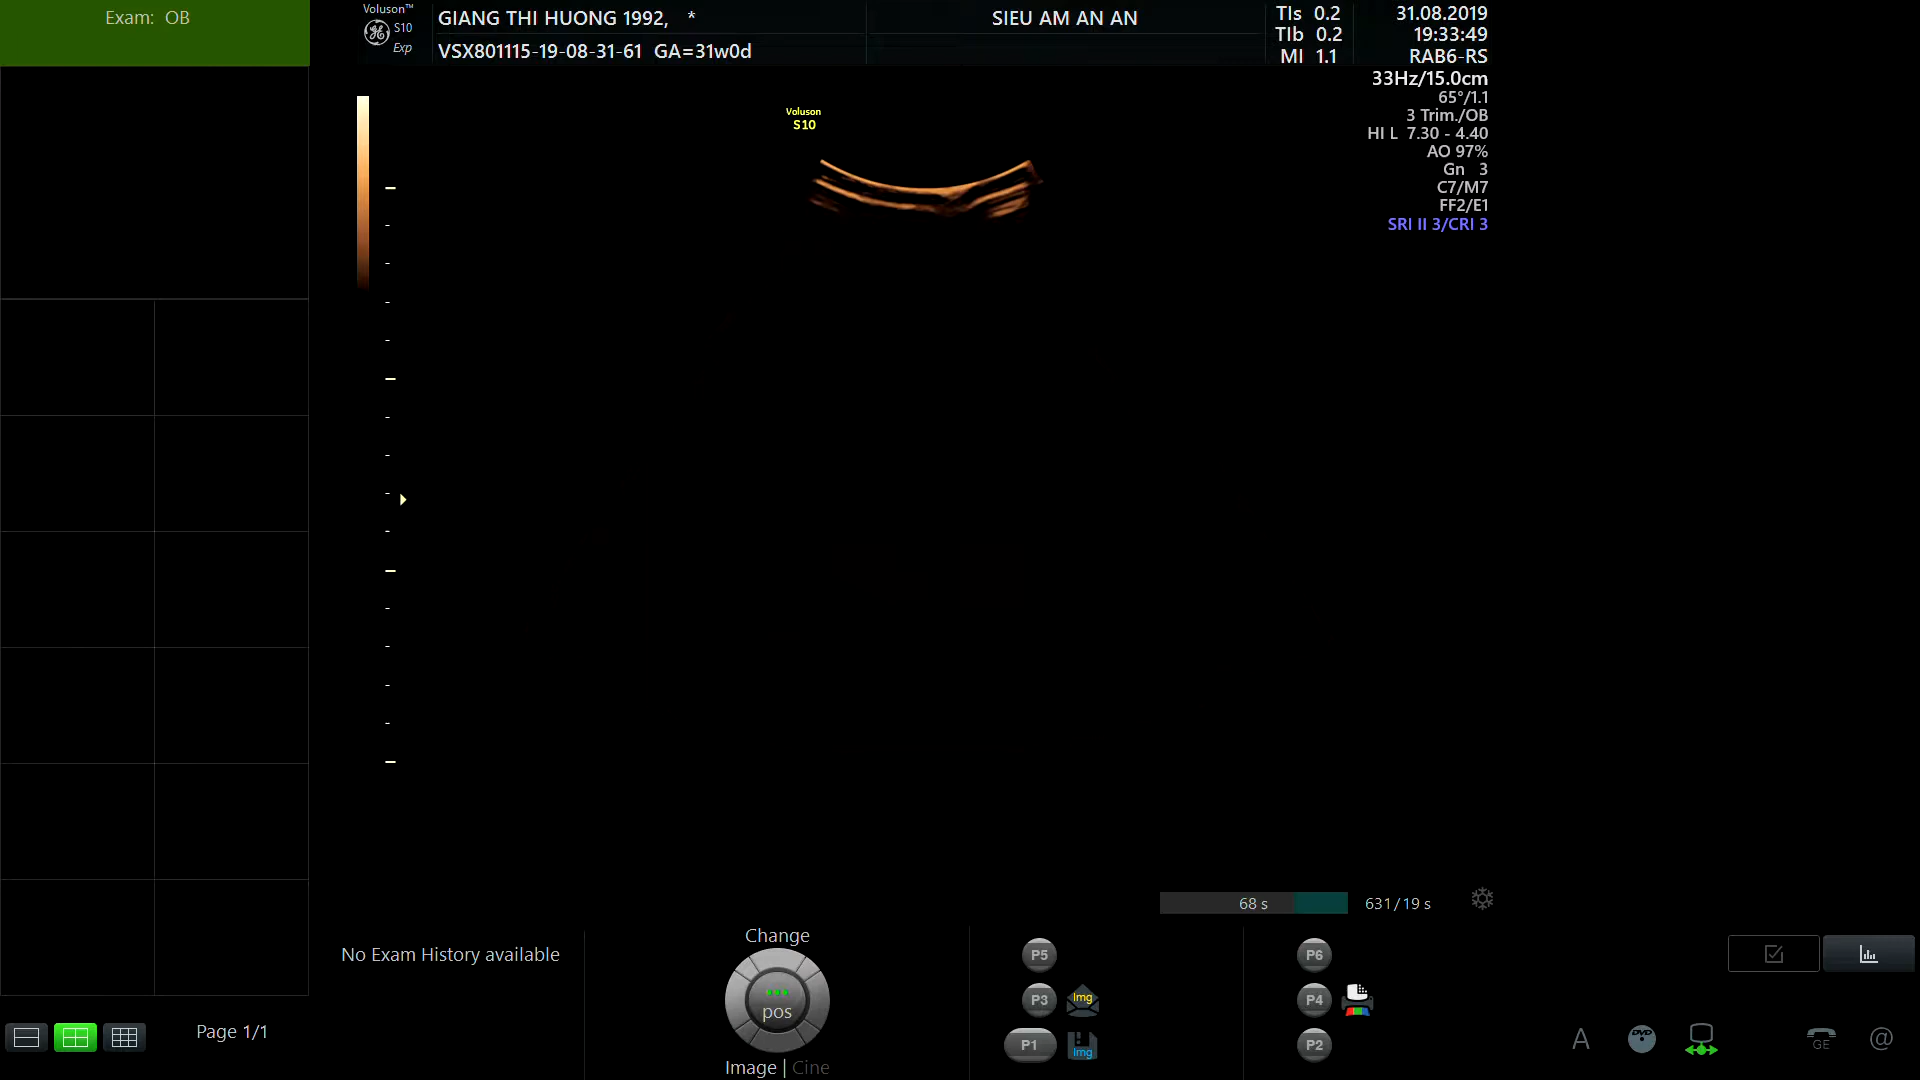 Exam: OB
Voluson™
S10
Exp
GIANG THI HUONG 1992, *
VSX801115-19-08-31-61 GA=31w0d
SIEU AM AN AN
TIs 0.2
TIb 0.2
MI 1.1
31.08.2019
19:33:49
RAB6-RS
33Hz/15.0cm
65°/1.1
3 Trim./OB
HI L 7.30 - 4.40
AO 97%
Gn 3
C7/M7
FF2/E1
SRI II 3/CRI 3
Voluson
S10
68 s
631/19 s
No Exam History available
Change
pos
Image | Cine
P5
P3 Img
P1 Img
P6
P4
P2
Page 1/1
A
DVD
GE
@